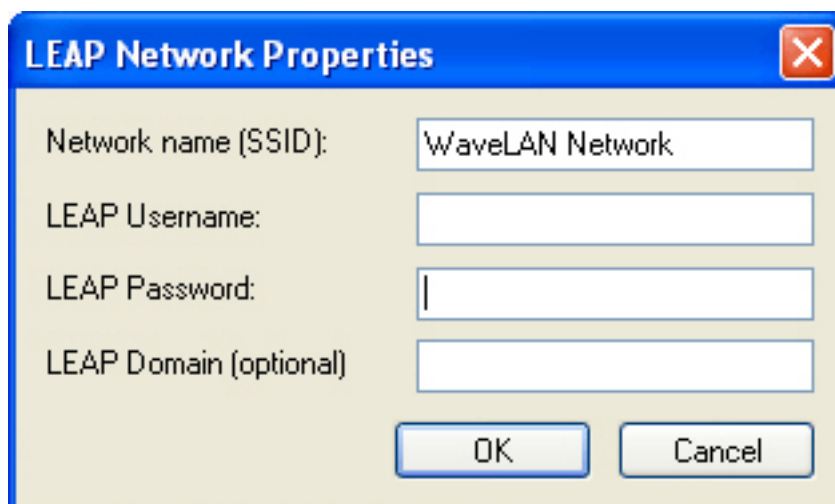 LEAP Network Properties
Network name (SSID): WaveLAN Network
LEAP Username:
LEAP Password:
LEAP Domain (optional)
OK Cancel